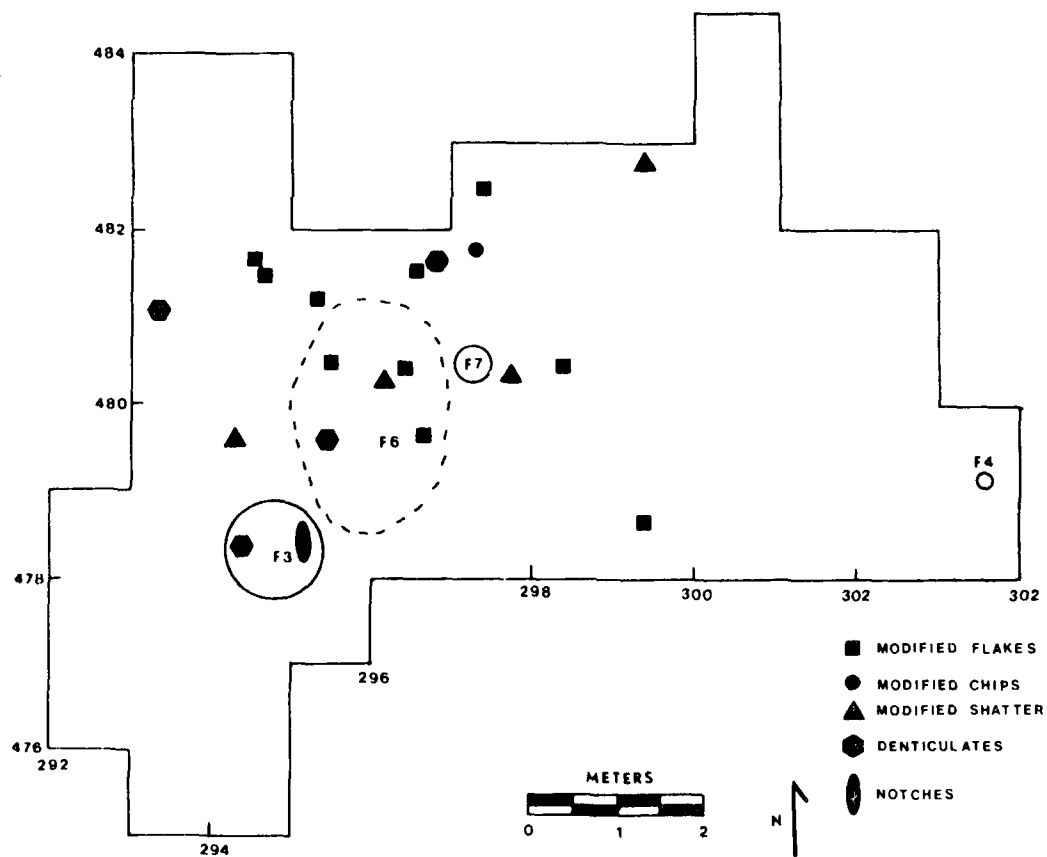 484
482
F7
480
F6
F4
F3
478
298
300
302
302
MODIFIED FLAKES
296
MODIFIED CHIPS
MODIFIED SHATTER
476
DENTICULATES
292
METERS
NOTCHES
N
0 1 2
294